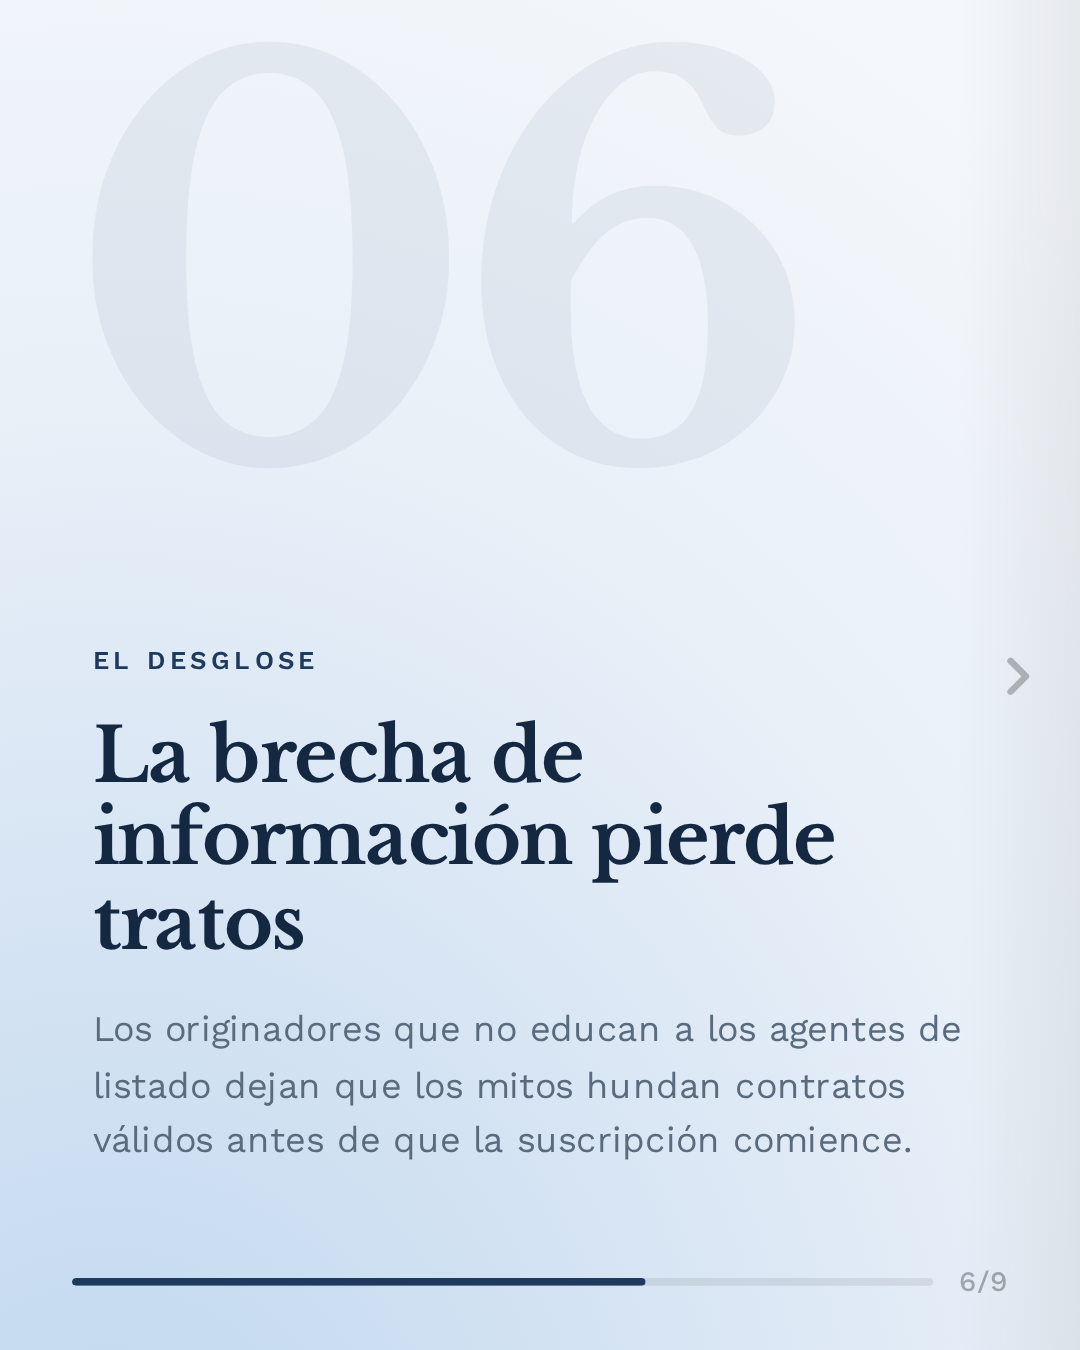 06
EL DESGLOSE
La brecha de
información pierde
tratos
Los originadores que no educan a los agentes de
listado dejan que los mitos hundan contratos
válidos antes de que la suscripción comience.
6/9